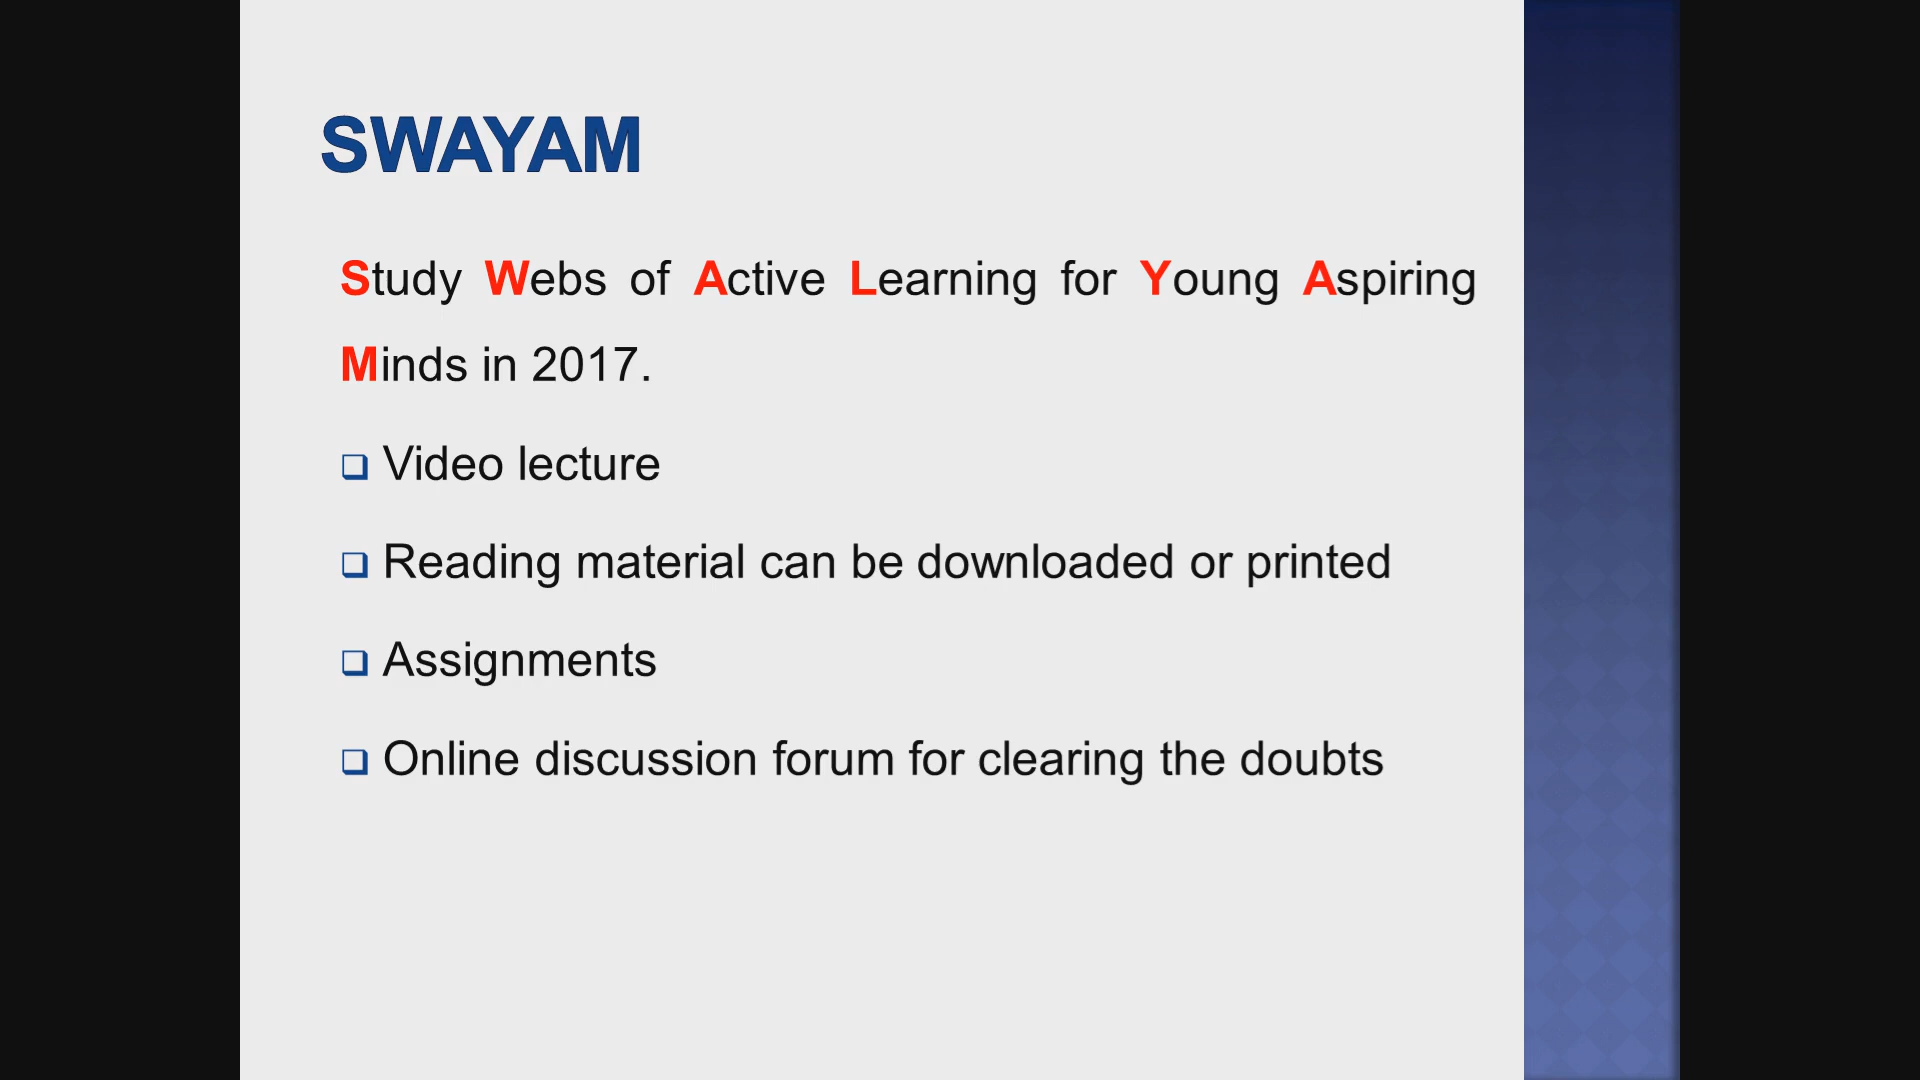 SWAYAM
Study Webs of Active Learning for Young Aspiring
Minds in 2017.
Video lecture
Reading material can be downloaded or printed
Assignments
Online discussion forum for clearing the doubts